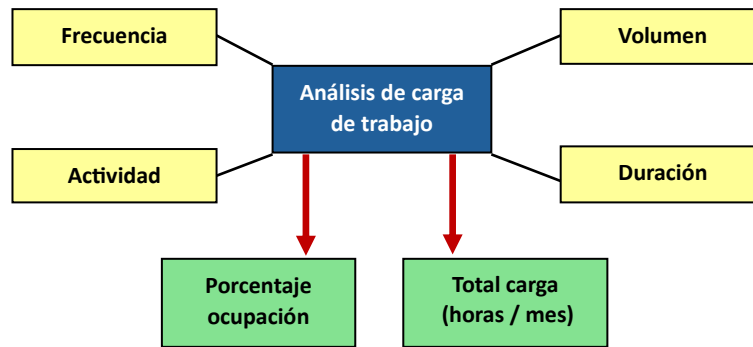 Frecuencia
Volumen
Análisis de carga
de trabajo
Actividad
Duración
Porcentaje
ocupación
Total carga
(horas / mes)